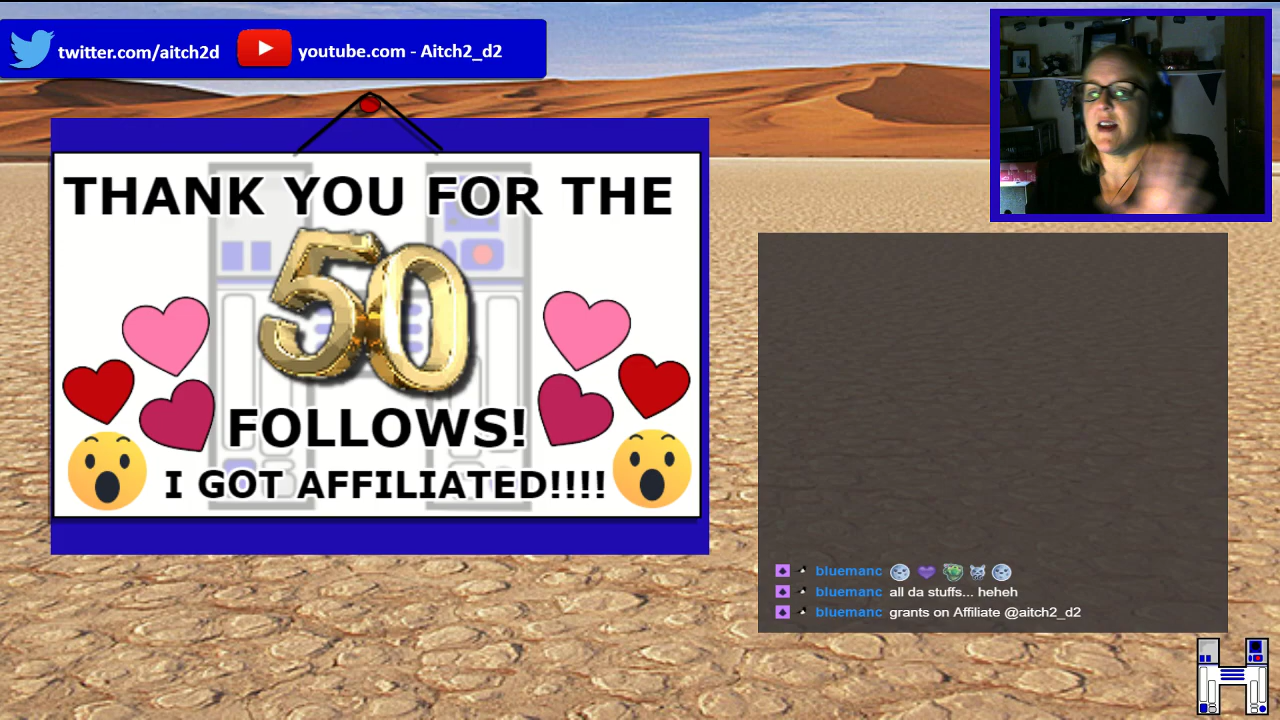 twitter.com/aitch2d
youtube.com - Aitch2_d2
THANK YOU FOR THE
50
FOLLOWS!
I GOT AFFILIATED!!!!
bluemanc
bluemanc all da stuffs... heheh
bluemanc grants on Affiliate @aitch2_d2
H